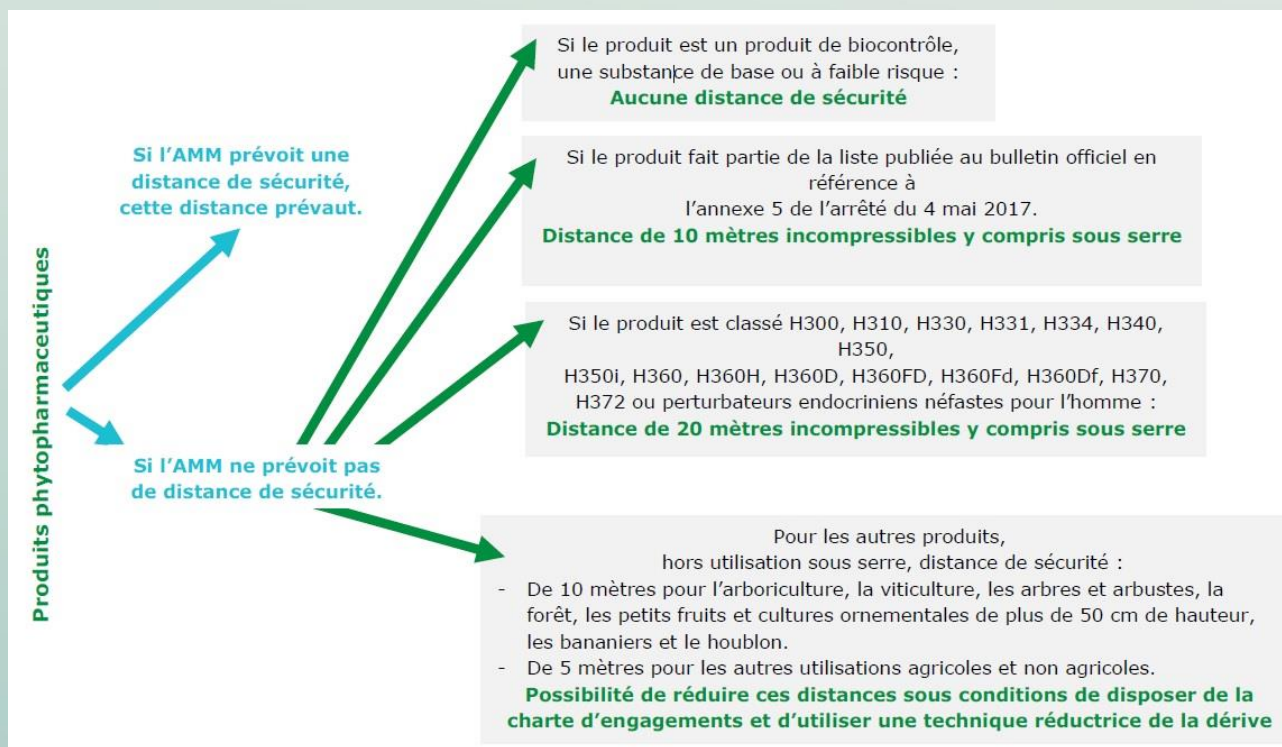 Produits phytopharmaceutiques
Si l’AMM prévoit une
distance de sécurité,
cette distance prévaut.
Si l’AMM ne prévoit pas
de distance de sécurité.
Si le produit est un produit de biocontrôle,
une substance de base ou à faible risque :
Aucune distance de sécurité
Si le produit fait partie de la liste publiée au bulletin officiel en
référence à
l’annexe 5 de l’arrêté du 4 mai 2017.
Distance de 10 mètres incompressibles y compris sous serre
Si le produit est classé H300, H310, H330, H331, H334, H340,
H350,
H350i, H360, H360H, H360D, H360FD, H360Fd, H360Df, H370,
H372 ou perturbateurs endocriniens néfastes pour l’homme :
Distance de 20 mètres incompressibles y compris sous serre
Pour les autres produits,
hors utilisation sous serre, distance de sécurité :
- De 10 mètres pour l’arboriculture, la viticulture, les arbres et arbustes, la
forêt, les petits fruits et cultures ornementales de plus de 50 cm de hauteur,
les bananiers et le houblon.
- De 5 mètres pour les autres utilisations agricoles et non agricoles.
Possibilité de réduire ces distances sous conditions de disposer de la
charte d’engagements et d’utiliser une technique réductrice de la dérive